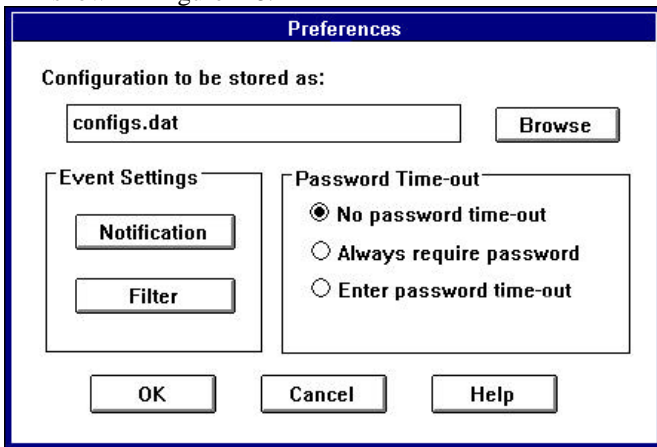 Preferences
Configuration to be stored as:
configs.dat
Browse
Event Settings
Notification
Filter
Password Time-out
No password time-out
Always require password
Enter password time-out
OK
Cancel
Help